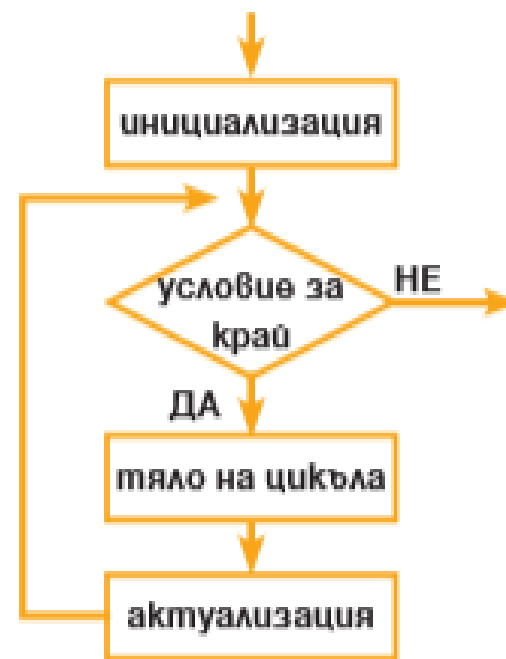 инициализация
условие за
край
НЕ
ДА
тяло на цикъла
актуализация